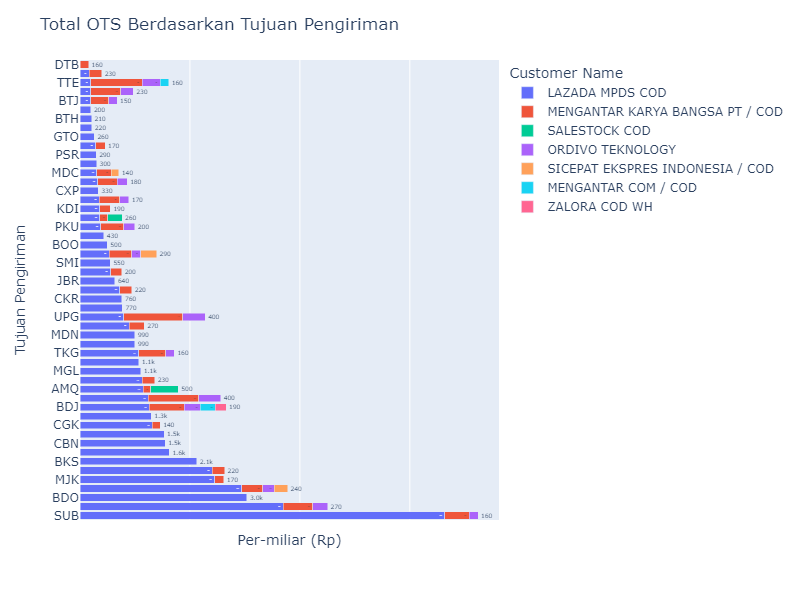 Total OTS Berdasarkan Tujuan Pengiriman
Customer Name
LAZADA MPDS COD
MENGANTAR KARYA BANGSA PT / COD
SALESTOCK COD
ORDIVO TEKNOLOGY
SICEPAT EKSPRES INDONESIA / COD
MENGANTAR COM / COD
ZALORA COD WH
Tujuan Pengiriman
DTB 160
230
TTE 160
230
BTJ 150
200
BTH 210
220
GTO 260
170
PSR 290
300
MDC 140
180
CXP 330
170
KDI 190
260
PKU 200
430
BOO 500
290
SMI 550
200
JBR 640
220
CKR 760
770
UPG 400
270
MDN 990
990
TKG 160
1.1k
MGL 1.1k
230
AMQ 500
400
BDJ 190
1.3k
CGK 140
1.5k
CBN 1.5k
1.6k
BKS 2.1k
220
MJK 170
240
BDO 3.0k
270
SUB 160
Per-miliar (Rp)